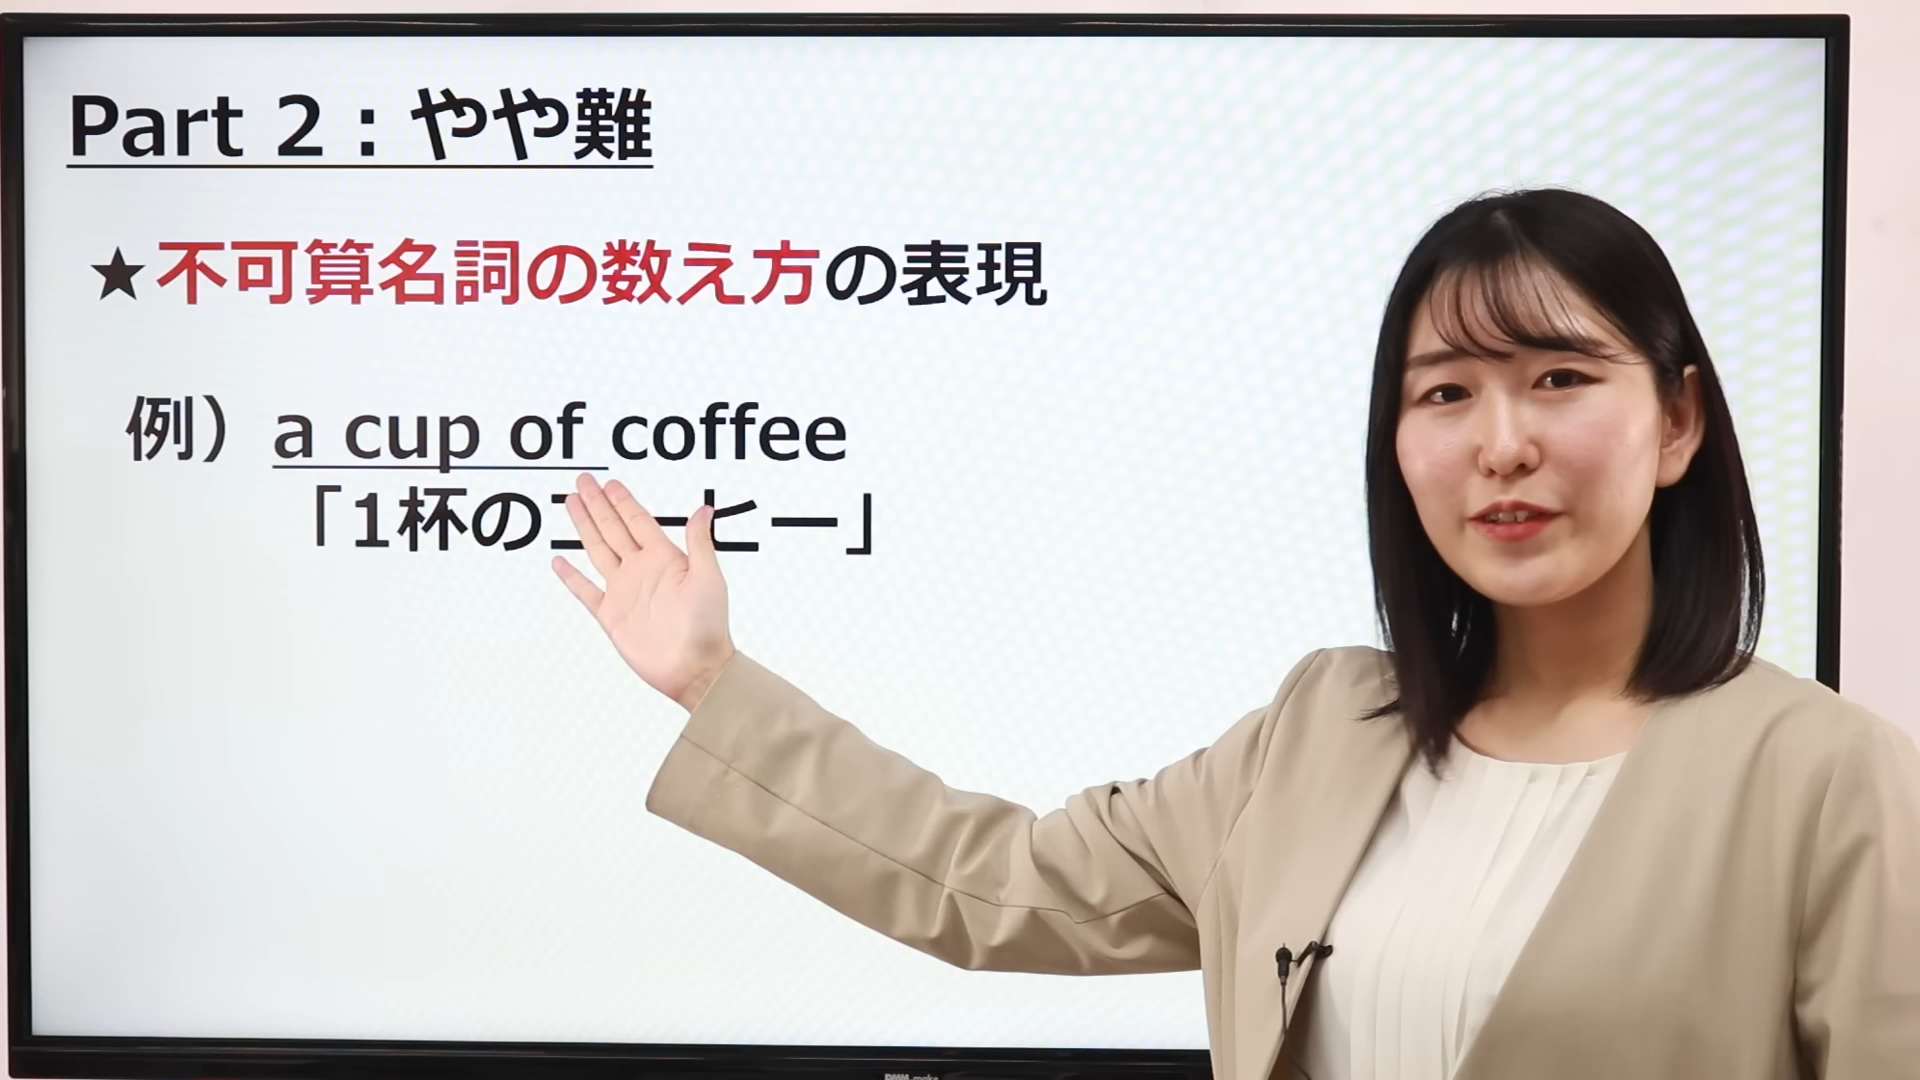 Part 2：やや難
★不可算名詞の数え方の表現
例）a cup of coffee
「1杯のコーヒー」